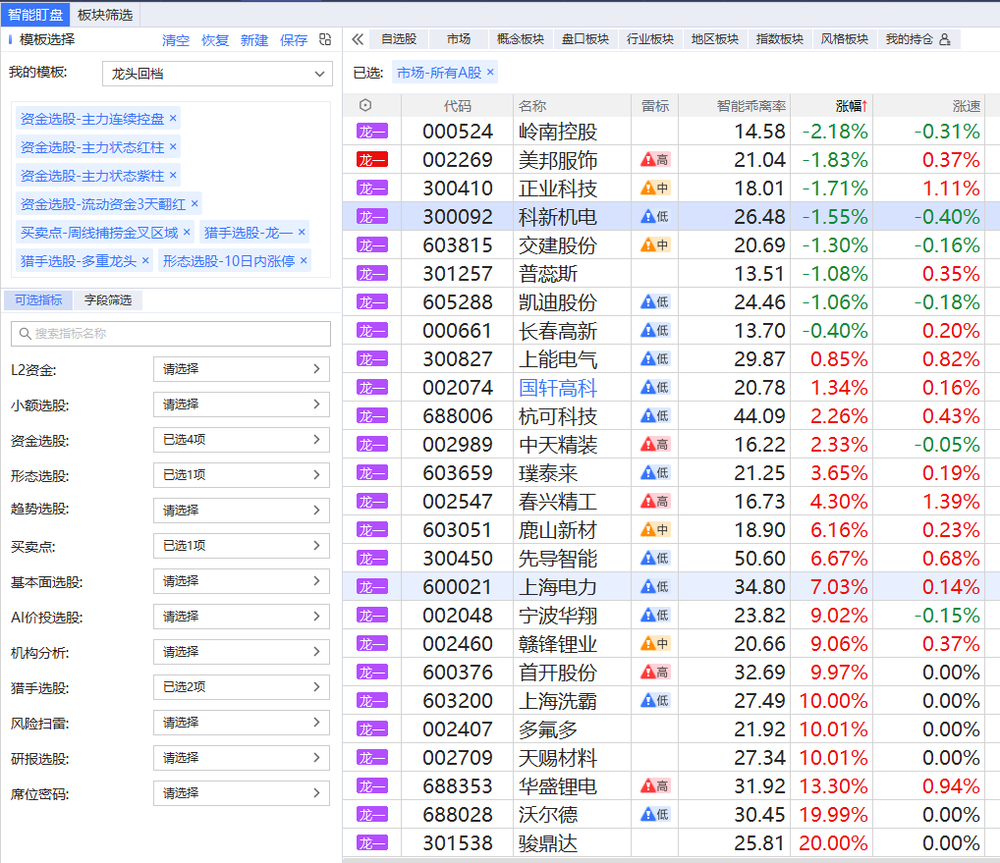 智能盯盘 板块筛选
模板选择 清空 恢复 新建 保存
我的模板: 龙头回档
资金选股-主力连续控盘 ×
资金选股-主力状态红柱 ×
资金选股-主力状态紫柱 ×
资金选股-流动资金3天翻红 ×
买卖点-周线捕捞金叉区域 × 猎手选股-龙一 ×
猎手选股-多重龙头 × 形态选股-10日内涨停 ×
可选指标 字段筛选
搜索指标名称
L2资金: 请选择
小额选股: 请选择
资金选股: 已选4项
形态选股: 已选1项
趋势选股: 请选择
买卖点: 已选1项
基本面选股: 请选择
AI价投选股: 请选择
机构分析: 请选择
猎手选股: 已选2项
风险扫雷: 请选择
研报选股: 请选择
席位密码: 请选择
自选股 市场 概念板块 盘口板块 行业板块 地区板块 指数板块 风格板块 我的持仓
已选: 市场-所有A股 ×
代码 名称 雷标 智能乖离率 涨幅↑ 涨速
龙一 000524 岭南控股 14.58 -2.18% -0.31%
龙一 002269 美邦服饰 高 21.04 -1.83% 0.37%
龙一 300410 正业科技 中 18.01 -1.71% 1.11%
龙一 300092 科新机电 低 26.48 -1.55% -0.40%
龙一 603815 交建股份 中 20.69 -1.30% -0.16%
龙一 301257 普蕊斯 13.51 -1.08% 0.35%
龙一 605288 凯迪股份 低 24.46 -1.06% -0.18%
龙一 000661 长春高新 低 13.70 -0.40% 0.20%
龙一 300827 上能电气 低 29.87 0.85% 0.82%
龙一 002074 国轩高科 低 20.78 1.34% 0.16%
龙一 688006 杭可科技 低 44.09 2.26% 0.43%
龙一 002989 中天精装 高 16.22 2.33% -0.05%
龙一 603659 璞泰来 低 21.25 3.65% 0.19%
龙一 002547 春兴精工 高 16.73 4.30% 1.39%
龙一 603051 鹿山新材 中 18.90 6.16% 0.23%
龙一 300450 先导智能 低 50.60 6.67% 0.68%
龙一 600021 上海电力 低 34.80 7.03% 0.14%
龙一 002048 宁波华翔 低 23.82 9.02% -0.15%
龙一 002460 赣锋锂业 中 20.66 9.06% 0.37%
龙一 600376 首开股份 高 32.69 9.97% 0.00%
龙一 603200 上海洗霸 低 27.49 10.00% 0.00%
龙一 002407 多氟多 21.92 10.01% 0.00%
龙一 002709 天赐材料 27.34 10.01% 0.00%
龙一 688353 华盛锂电 高 31.92 13.30% 0.94%
龙一 688028 沃尔德 低 30.45 19.99% 0.00%
龙一 301538 骏鼎达 25.81 20.00% 0.00%